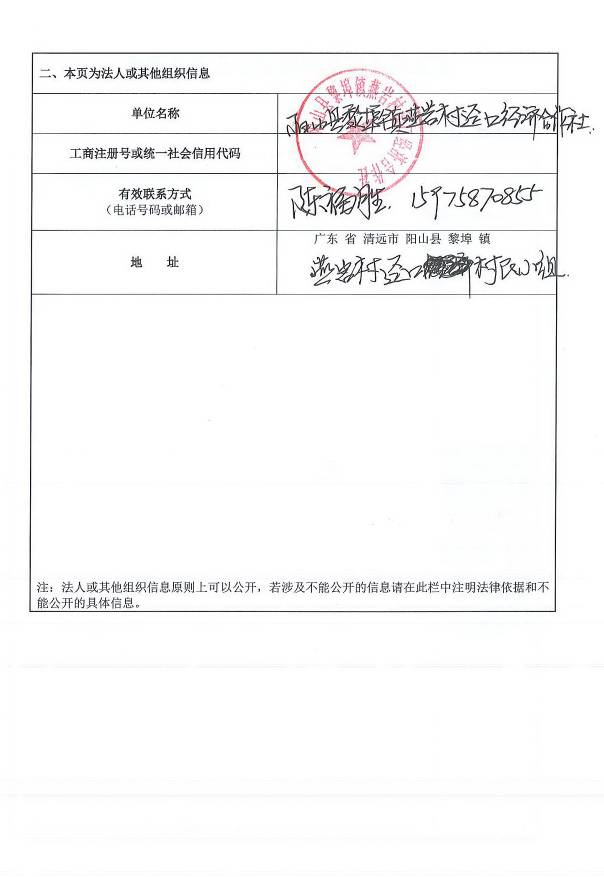 二、本页为法人或其他组织信息
单位名称
阳山县黎埠镇燕岩村迳口经济合作社
工商注册号或统一社会信用代码
有效联系方式
（电话号码或邮箱）
陈福胜. 15975870855
地 址
广东 省 清远市 阳山县 黎埠 镇
燕岩村迳口 村民小组.
注：法人或其他组织信息原则上可以公开，若涉及不能公开的信息请在此栏中注明法律依据和不
能公开的具体信息。